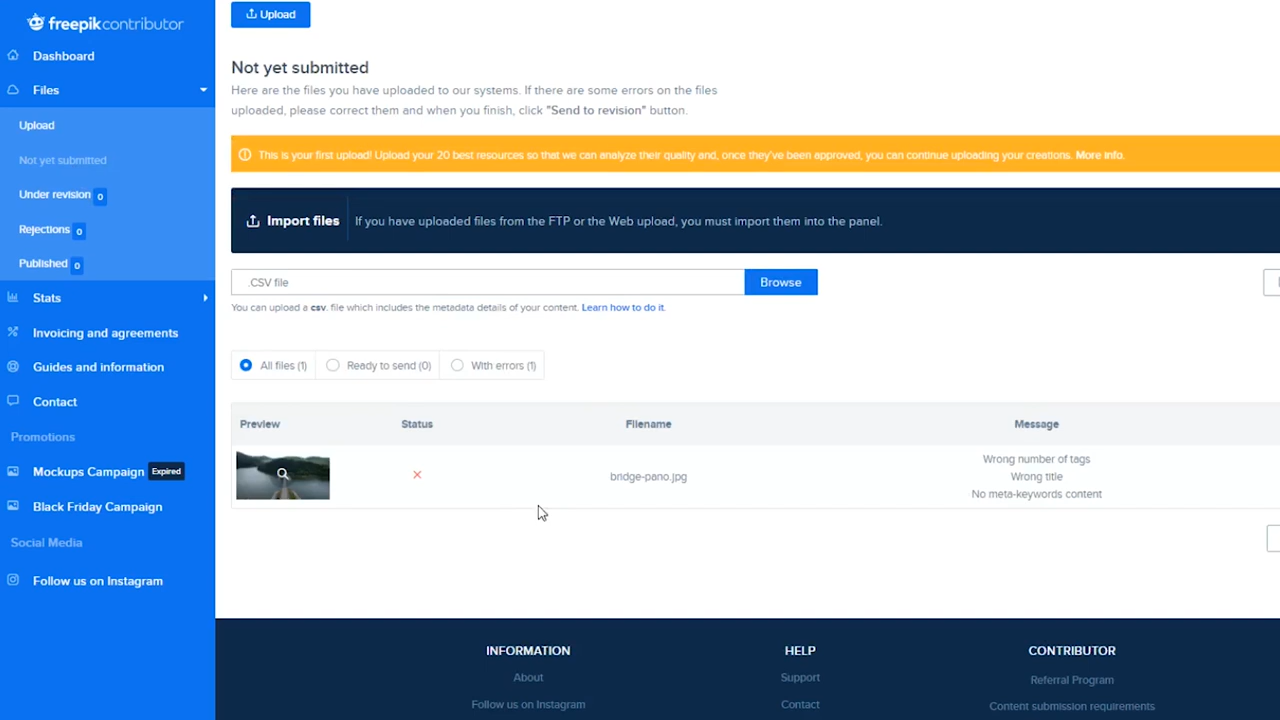 freepikcontributor
Dashboard
Files
Upload
Not yet submitted
Under revision 0
Rejections 0
Published 0
Stats
Invoicing and agreements
Guides and information
Contact
Promotions
Mockups Campaign Expired
Black Friday Campaign
Social Media
Follow us on Instagram
Upload
Not yet submitted
Here are the files you have uploaded to our systems. If there are some errors on the files
uploaded, please correct them and when you finish, click "Send to revision" button.
This is your first upload! Upload your 20 best resources so that we can analyze their quality and, once they've been approved, you can continue uploading your creations. More info.
Import files If you have uploaded files from the FTP or the Web upload, you must import them into the panel.
.CSV file Browse
You can upload a csv. file which includes the metadata details of your content. Learn how to do it.
All files (1) Ready to send (0) With errors (1)
Preview Status Filename Message
bridge-pano.jpg
Wrong number of tags
Wrong title
No meta-keywords content
INFORMATION HELP CONTRIBUTOR
About Support Referral Program
Follow us on Instagram Contact Content submission requirements